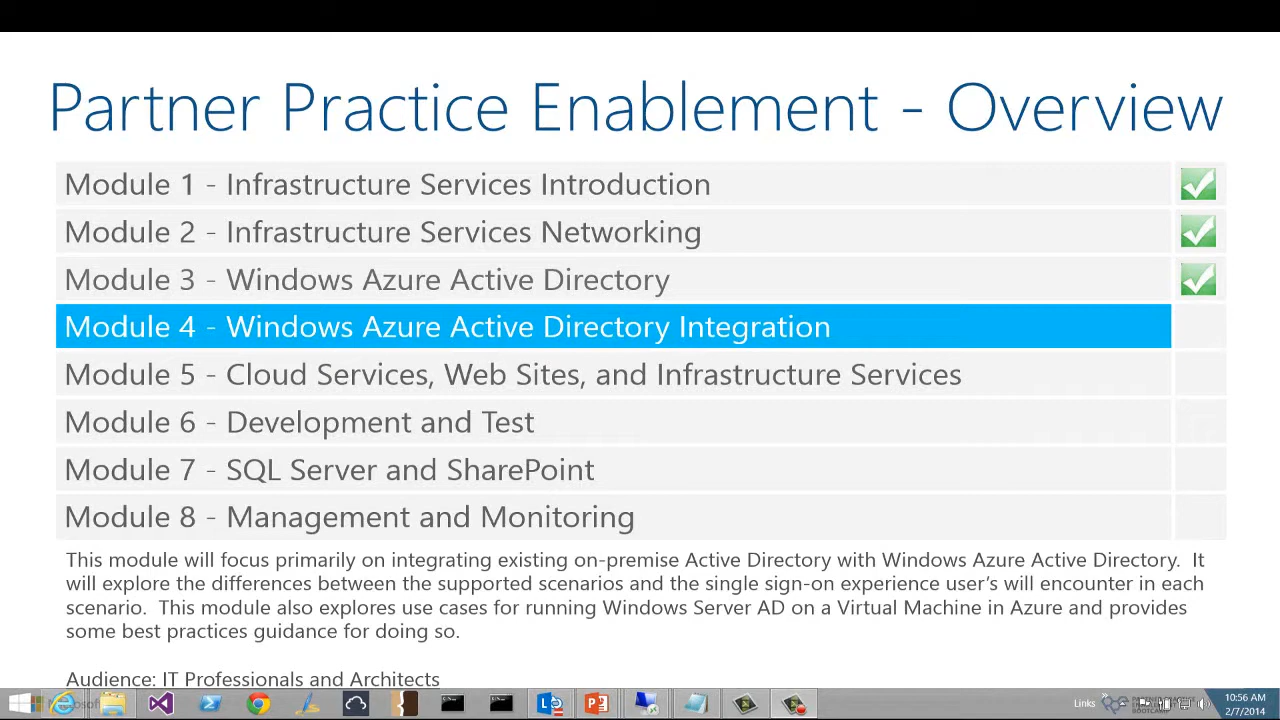 Partner Practice Enablement - Overview
Module 1 - Infrastructure Services Introduction
Module 2 - Infrastructure Services Networking
Module 3 - Windows Azure Active Directory
Module 4 - Windows Azure Active Directory Integration
Module 5 - Cloud Services, Web Sites, and Infrastructure Services
Module 6 - Development and Test
Module 7 - SQL Server and SharePoint
Module 8 - Management and Monitoring
This module will focus primarily on integrating existing on-premise Active Directory with Windows Azure Active Directory. It
will explore the differences between the supported scenarios and the single sign-on experience user's will encounter in each
scenario. This module also explores use cases for running Windows Server AD on a Virtual Machine in Azure and provides
some best practices guidance for doing so.
Audience: IT Professionals and Architects
Links
10:56 AM
2/7/2014